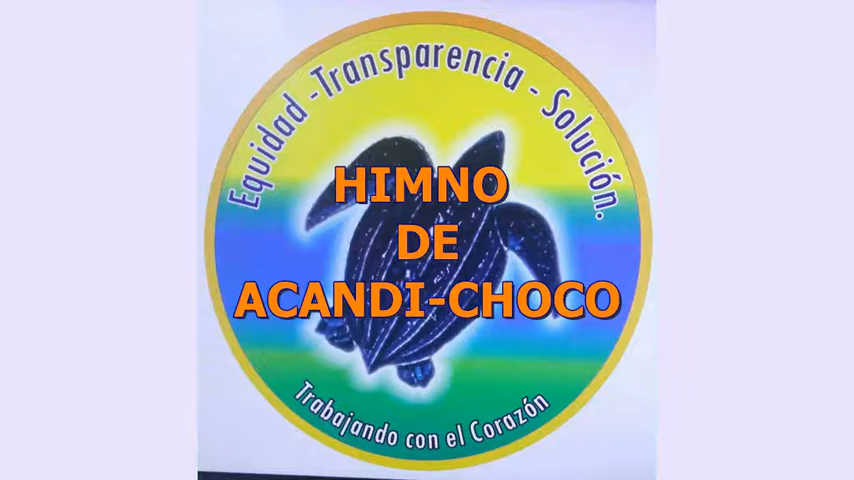 Equidad -Transparencia - Solución.
HIMNO
DE
ACANDI-CHOCO
Trabajando con el Corazón